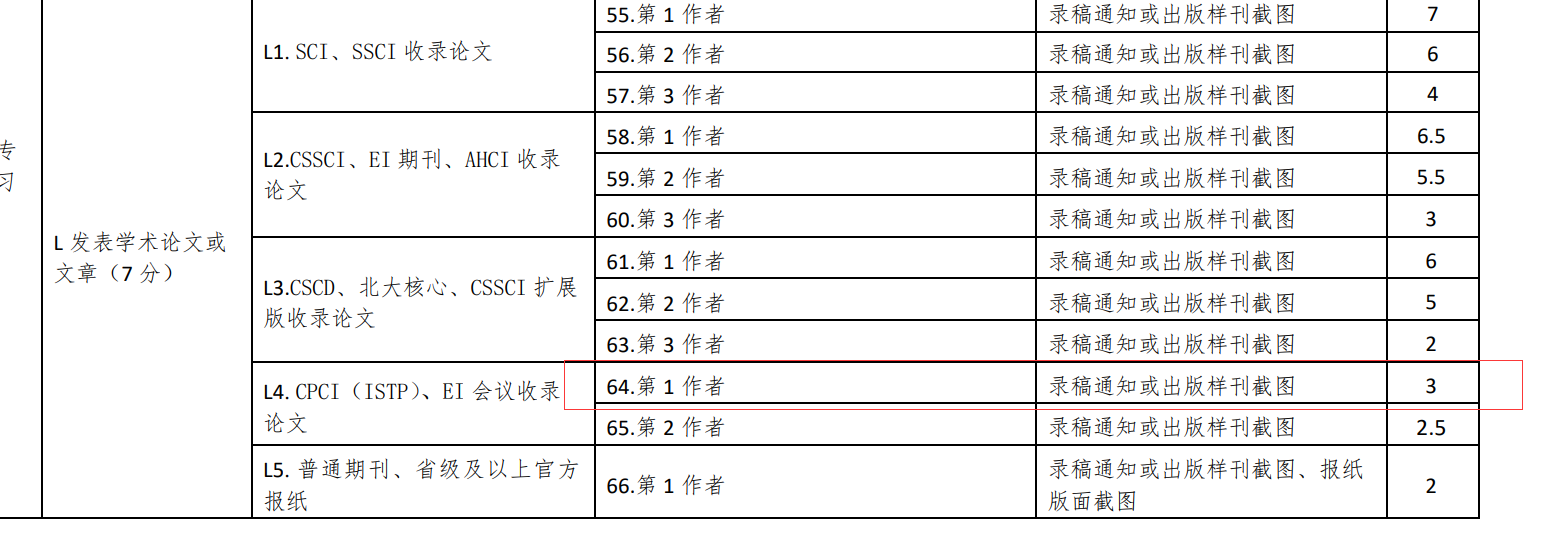 专
习
L 发表学术论文或
文章（7 分）
L1. SCI、SSCI 收录论文
55.第 1 作者
录稿通知或出版样刊截图
7
56.第 2 作者
录稿通知或出版样刊截图
6
57.第 3 作者
录稿通知或出版样刊截图
4
L2.CSSCI、EI 期刊、AHCI 收录
论文
58.第 1 作者
录稿通知或出版样刊截图
6.5
59.第 2 作者
录稿通知或出版样刊截图
5.5
60.第 3 作者
录稿通知或出版样刊截图
3
L3.CSCD、北大核心、CSSCI 扩展
版收录论文
61.第 1 作者
录稿通知或出版样刊截图
6
62.第 2 作者
录稿通知或出版样刊截图
5
63.第 3 作者
录稿通知或出版样刊截图
2
L4. CPCI（ISTP）、EI 会议收录
论文
64.第 1 作者
录稿通知或出版样刊截图
3
65.第 2 作者
录稿通知或出版样刊截图
2.5
L5. 普通期刊、省级及以上官方
报纸
66.第 1 作者
录稿通知或出版样刊截图、报纸
版面截图
2